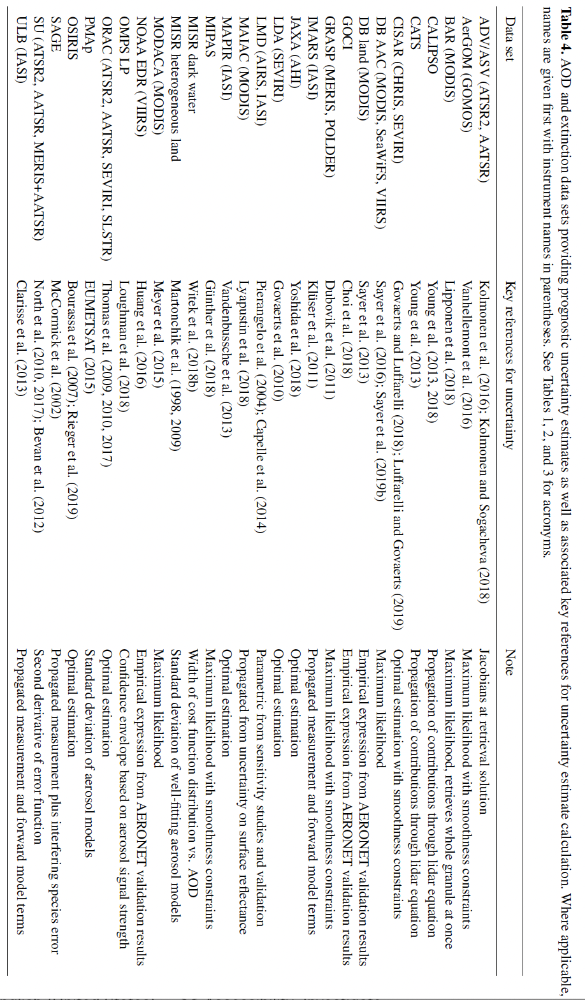 Table 4. AOD and extinction data sets providing prognostic uncertainty estimates as well as associated key references for uncertainty estimate calculation. Where applicable,
names are given first with instrument names in parentheses. See Tables 1, 2, and 3 for acronyms.
Data set Key references for uncertainty Note
ADV/ASV (ATSR2, AATSR) Kolmonen et al. (2016); Kolmonen and Sogacheva (2018) Jacobians at retrieval solution
AerGOM (GOMOS) Vanhellemont et al. (2016) Maximum likelihood with smoothness constraints
BAR (MODIS) Lipponen et al. (2018) Maximum likelihood, retrieves whole granule at once
CALIPSO Young et al. (2013, 2018) Propagation of contributions through lidar equation
CATS Young et al. (2013) Propagation of contributions through lidar equation
CISAR (CHRIS, SEVIRI) Govaerts and Luffarelli (2018); Luffarelli and Govaerts (2019) Optimal estimation with smoothness constraints
DB AAC (MODIS, SeaWiFS, VIIRS) Sayer et al. (2016); Sayer et al. (2019b) Maximum likelihood
DB land (MODIS) Sayer et al. (2013) Empirical expression from AERONET validation results
GOCI Choi et al. (2018) Empirical expression from AERONET validation results
GRASP (MERIS, POLDER) Dubovik et al. (2011) Maximum likelihood with smoothness constraints
IMARS (IASI) Klüser et al. (2011) Propagated measurement and forward model terms
JAXA (AHI) Yoshida et al. (2018) Optimal estimation
LDA (SEVIRI) Govaerts et al. (2010) Optimal estimation
LMD (AIRS, IASI) Pierangelo et al. (2004); Capelle et al. (2014) Parametric from sensitivity studies and validation
MAIAC (MODIS) Lyapustin et al. (2018) Propagated from uncertainty on surface reflectance
MAPIR (IASI) Vandenbussche et al. (2013) Optimal estimation
MIPAS Günther et al. (2018) Maximum likelihood with smoothness constraints
MISR dark water Witek et al. (2018b) Width of cost function distribution vs. AOD
MISR heterogeneous land Martonchik et al. (1998, 2009) Standard deviation of well-fitting aerosol models
MODACA (MODIS) Meyer et al. (2015) Maximum likelihood
NOAA EDR (VIIRS) Huang et al. (2016) Empirical expression from AERONET validation results
OMPS LP Loughman et al. (2018) Confidence envelope based on aerosol signal strength
ORAC (ATSR2, AATSR, SEVIRI, SLSTR) Thomas et al. (2009, 2010, 2017) Optimal estimation
PMAp EUMETSAT (2015) Standard deviation of aerosol models
OSIRIS Bourassa et al. (2007); Rieger et al. (2019) Optimal estimation
SAGE McCormick et al. (2002) Propagated measurement plus interfering species error
SU (ATSR2, AATSR, MERIS+AATSR) North et al. (2010, 2017); Bevan et al. (2012) Second derivative of error function
ULB (IASI) Clarisse et al. (2013) Propagated measurement and forward model terms